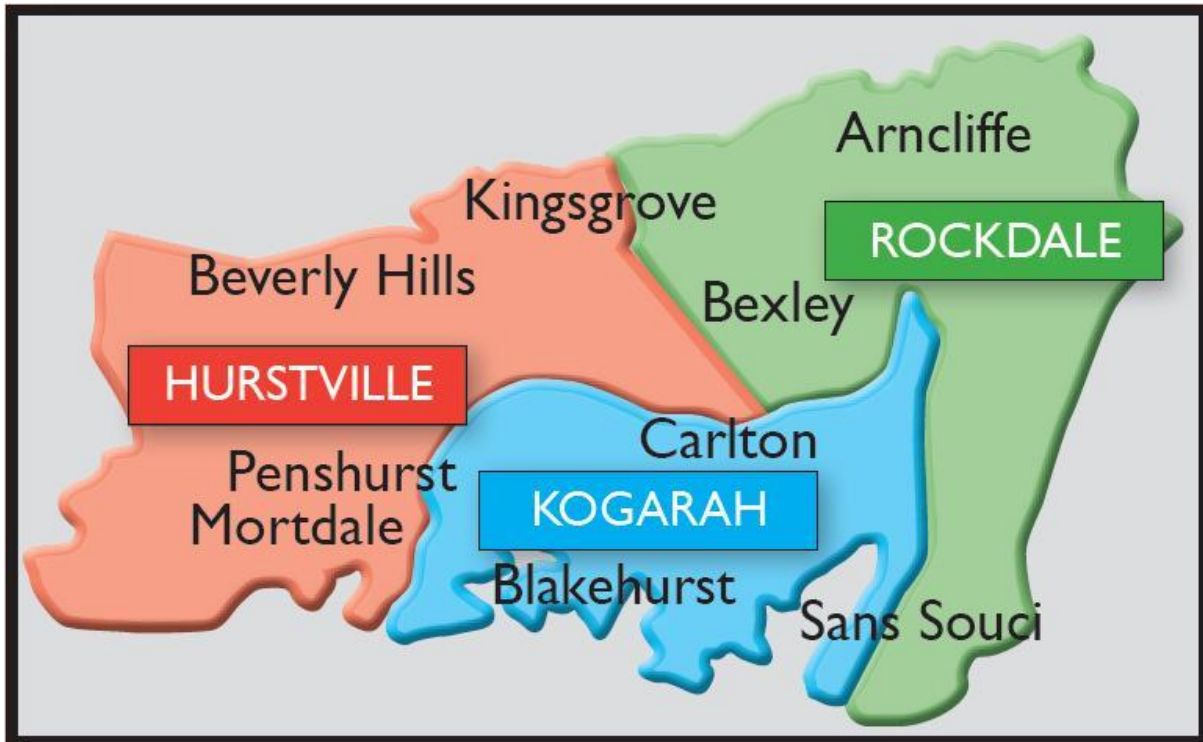 Arncliffe
Kingsgrove
ROCKDALE
Beverly Hills
Bexley
HURSTVILLE
Carlton
Penshurst
KOGARAH
Mortdale
Blakehurst
Sans Souci